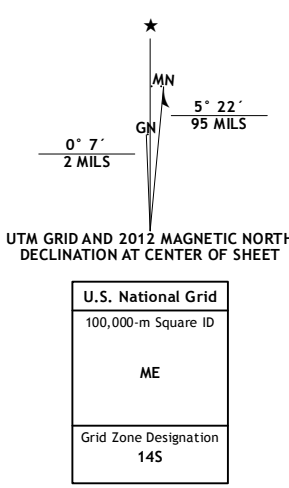 MN
5° 22´
95 MILS
GN
0° 7´
2 MILS
UTM GRID AND 2012 MAGNETIC NORTH
DECLINATION AT CENTER OF SHEET
U.S. National Grid
100,000-m Square ID
ME
Grid Zone Designation
14S